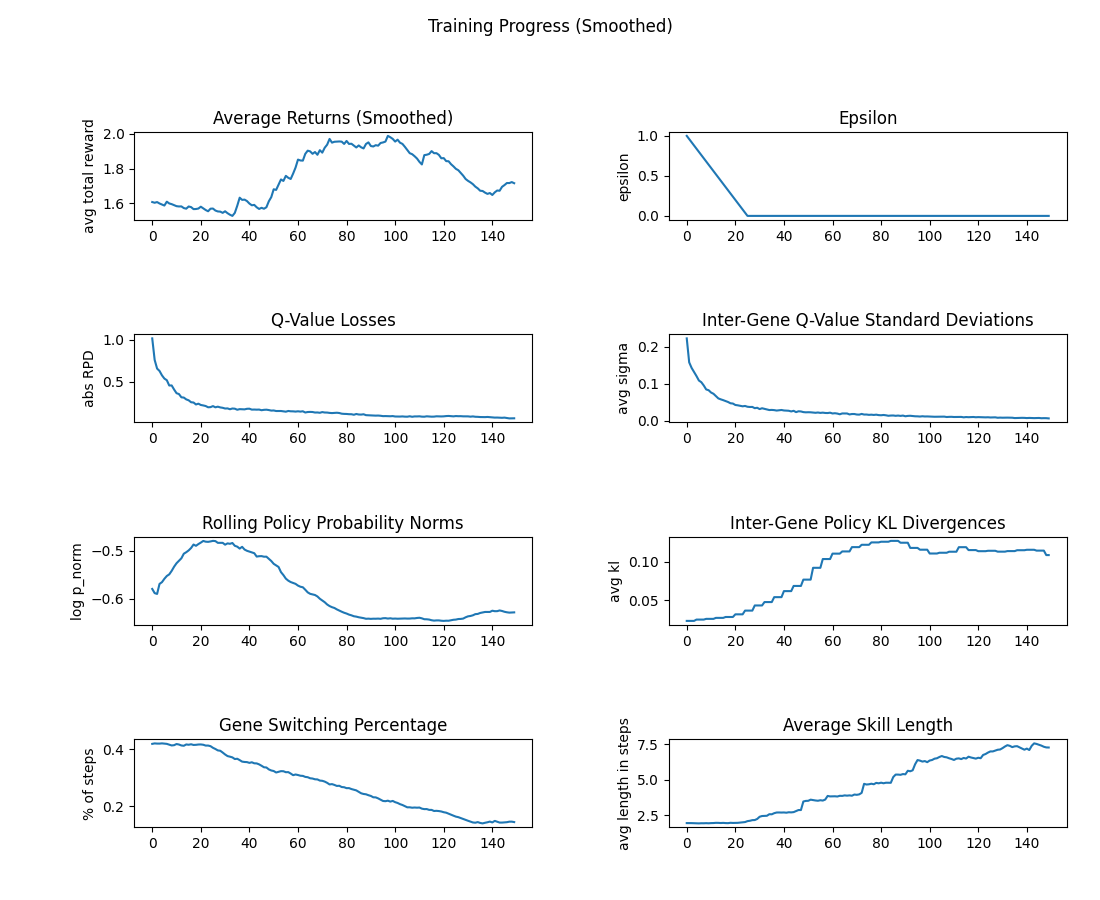 Training Progress (Smoothed)
Average Returns (Smoothed)
avg total reward
2.0
1.8
1.6
0 20 40 60 80 100 120 140
Epsilon
epsilon
1.0
0.5
0.0
0 20 40 60 80 100 120 140
Q-Value Losses
abs RPD
1.0
0.5
0 20 40 60 80 100 120 140
Inter-Gene Q-Value Standard Deviations
avg sigma
0.2
0.1
0.0
0 20 40 60 80 100 120 140
Rolling Policy Probability Norms
log p_norm
−0.5
−0.6
0 20 40 60 80 100 120 140
Inter-Gene Policy KL Divergences
avg kl
0.10
0.05
0 20 40 60 80 100 120 140
Gene Switching Percentage
% of steps
0.4
0.2
0 20 40 60 80 100 120 140
Average Skill Length
avg length in steps
7.5
5.0
2.5
0 20 40 60 80 100 120 140